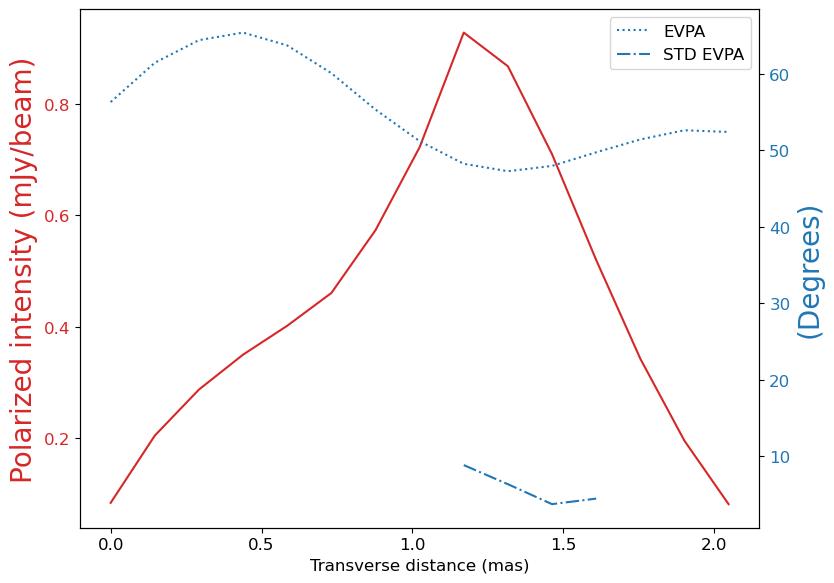 EVPA
STD EVPA
Polarized intensity (mJy/beam)
0.8
0.6
0.4
0.2
60
50
40
30
20
10
(Degrees)
0.0 0.5 1.0 1.5 2.0
Transverse distance (mas)